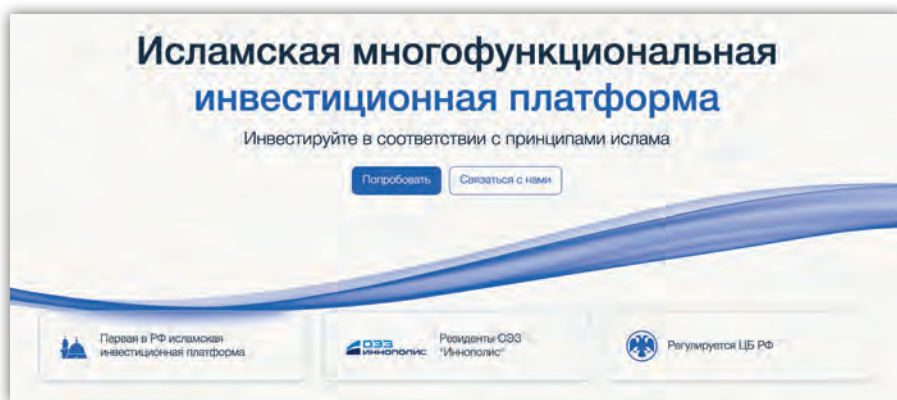 Исламская многофункциональная
инвестиционная платформа
Инвестируйте в соответствии с принципами ислама
Попробовать
Связаться с нами
Первая в РФ исламская
инвестиционная платформа
ОЭЗ
ИННОПОЛИС
Резиденты ОЭЗ
"Иннополис"
Регулируется ЦБ РФ